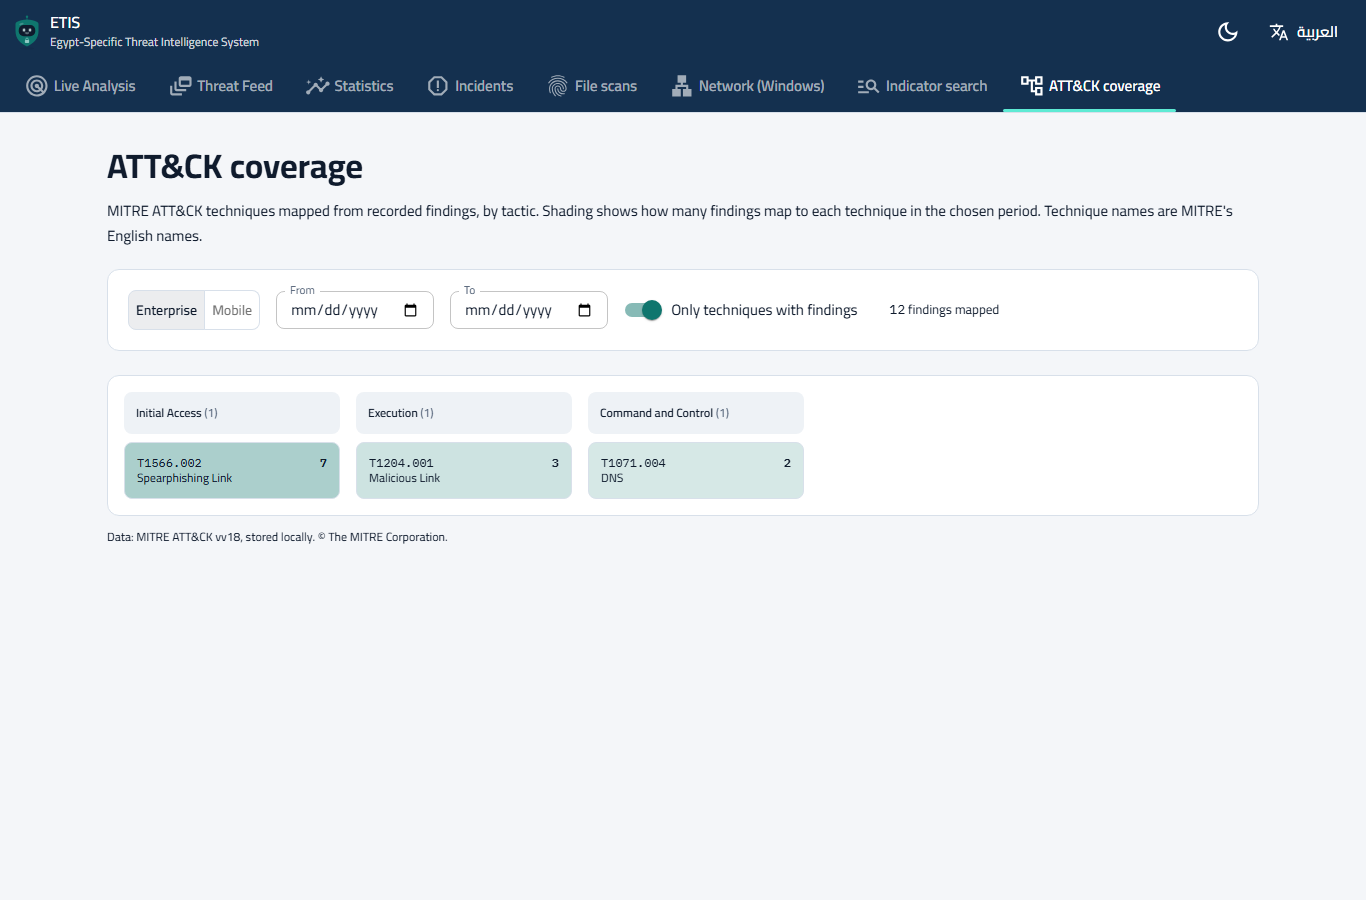 ETIS
Egypt-Specific Threat Intelligence System
العربية
Live Analysis
Threat Feed
Statistics
Incidents
File scans
Network (Windows)
Indicator search
ATT&CK coverage
ATT&CK coverage
MITRE ATT&CK techniques mapped from recorded findings, by tactic. Shading shows how many findings map to each technique in the chosen period. Technique names are MITRE's
English names.
Enterprise
Mobile
From
mm/dd/yyyy
To
mm/dd/yyyy
Only techniques with findings
12 findings mapped
Initial Access (1)
Execution (1)
Command and Control (1)
T1566.002 7
Spearphishing Link
T1204.001 3
Malicious Link
T1071.004 2
DNS
Data: MITRE ATT&CK vv18, stored locally. © The MITRE Corporation.